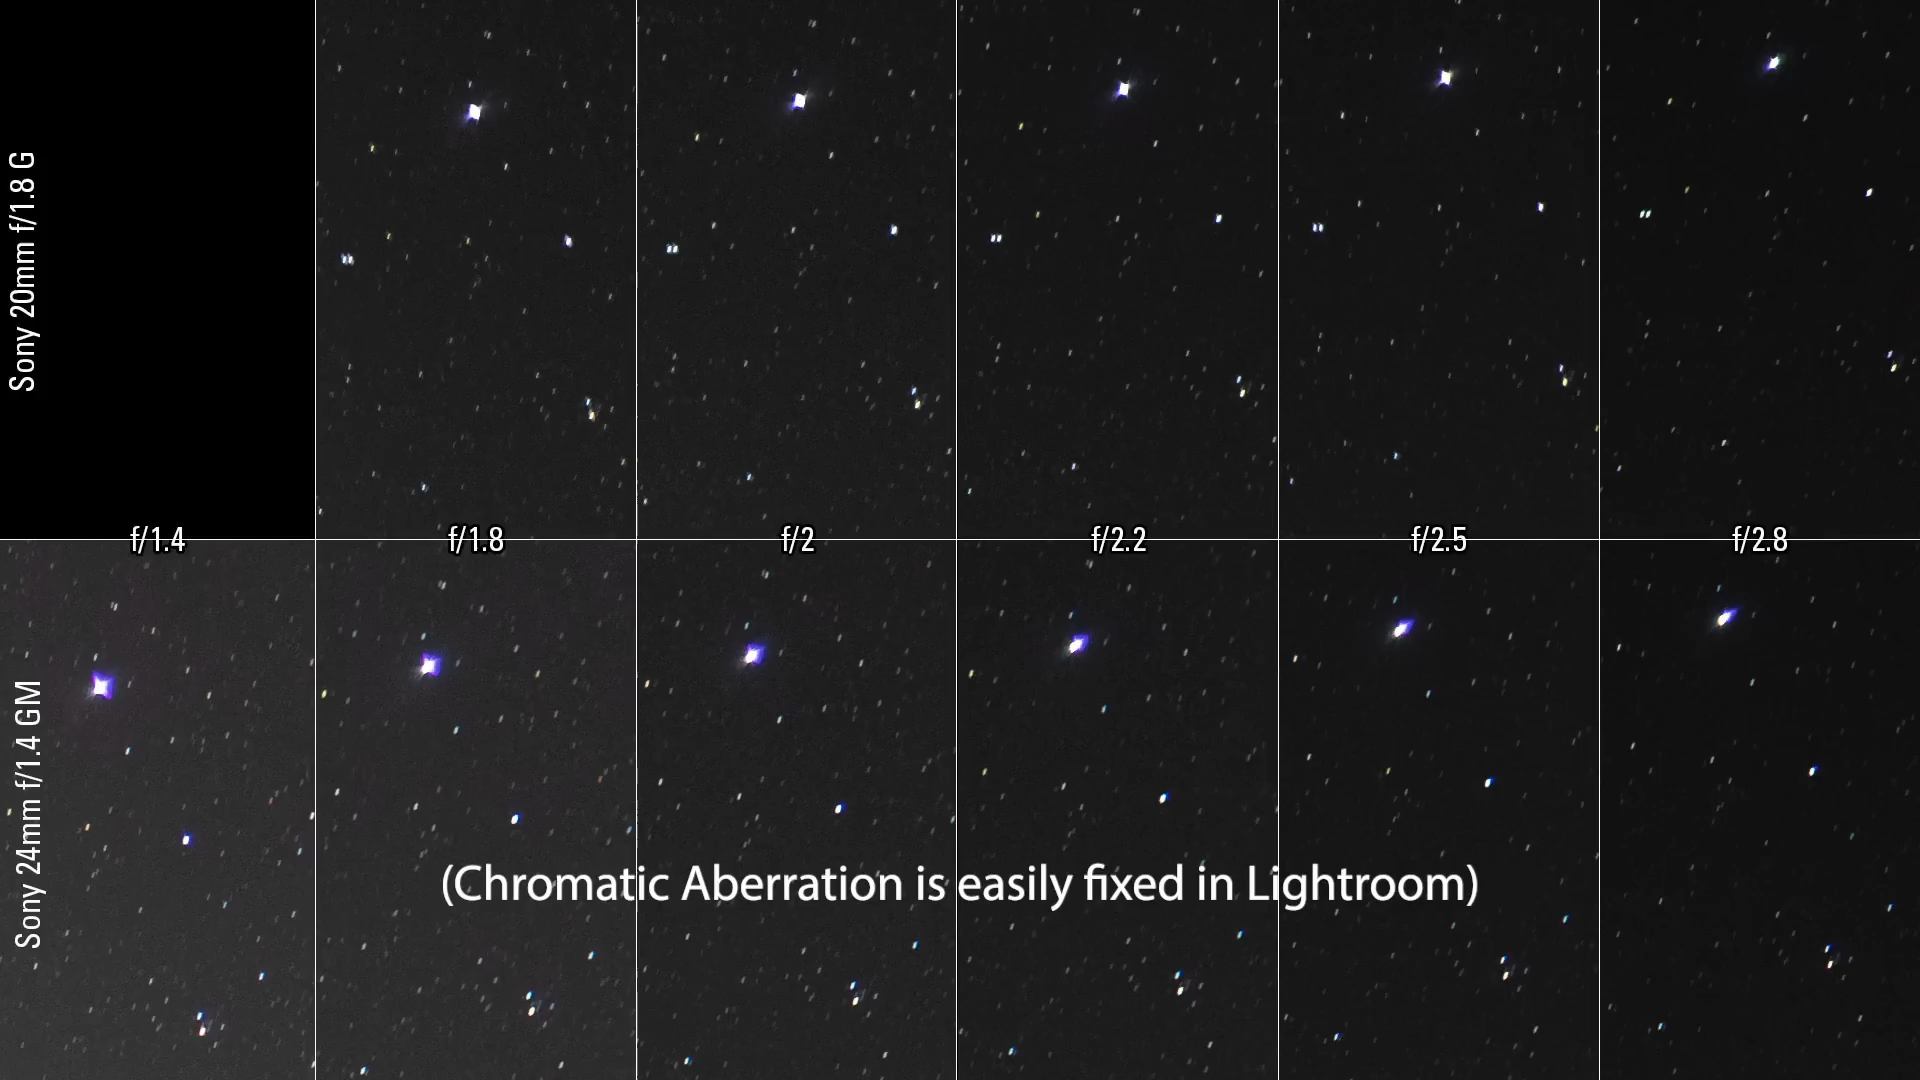 Sony 20mm f/1.8 G
f/1.4
f/1.8
f/2
f/2.2
f/2.5
f/2.8
Sony 24mm f/1.4 GM
(Chromatic Aberration is easily fixed in Lightroom)